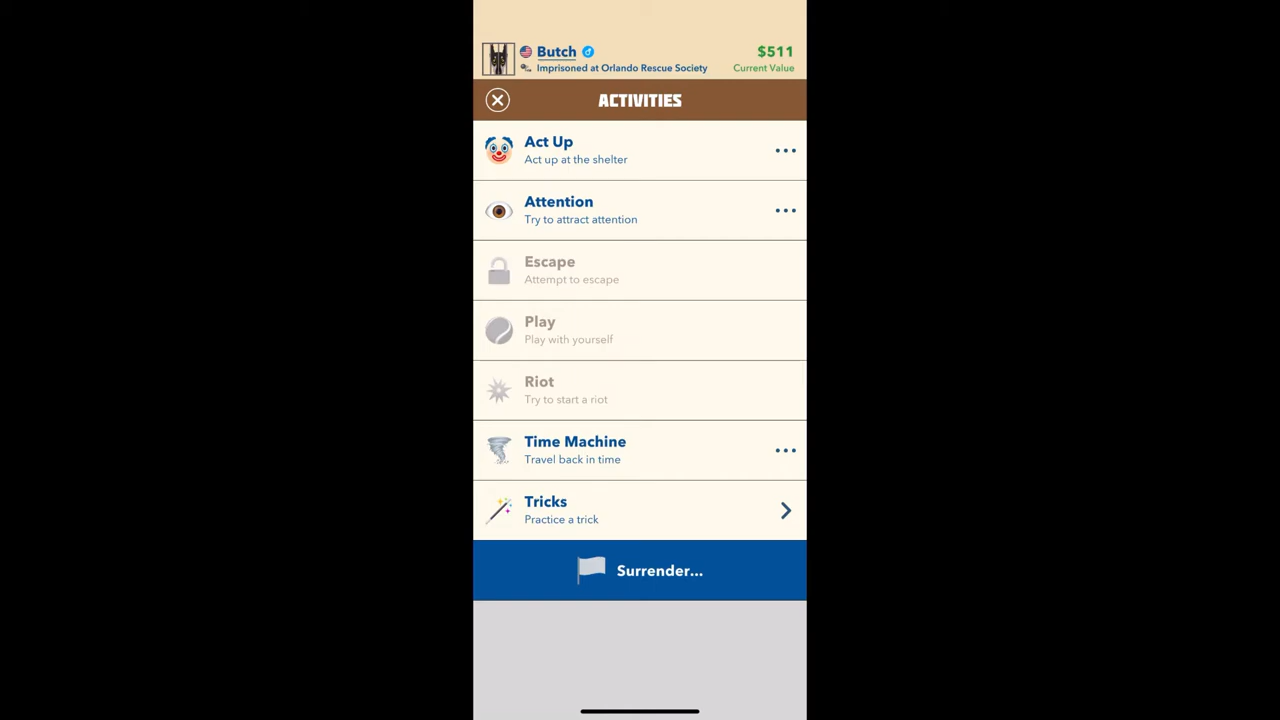 Butch
$511
Imprisoned at Orlando Rescue Society
Current Value
ACTIVITIES
Act Up
Act up at the shelter
Attention
Try to attract attention
Escape
Attempt to escape
Play
Play with yourself
Riot
Try to start a riot
Time Machine
Travel back in time
Tricks
Practice a trick
Surrender...